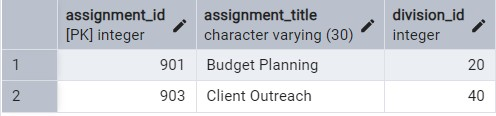 assignment_id assignment_title division_id
[PK] integer character varying (30) integer
1 901 Budget Planning 20
2 903 Client Outreach 40